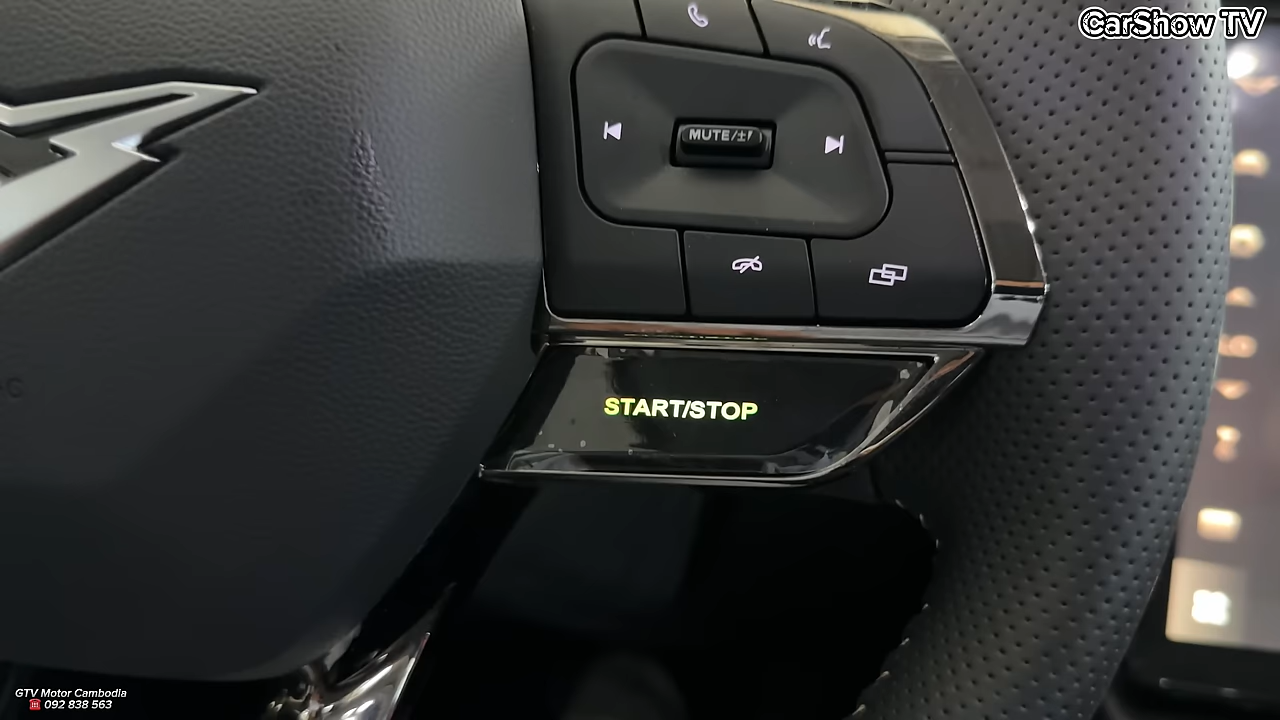 CarShow TV
MUTE/±
START/STOP
GTV Motor Cambodia
☎ 092 838 563